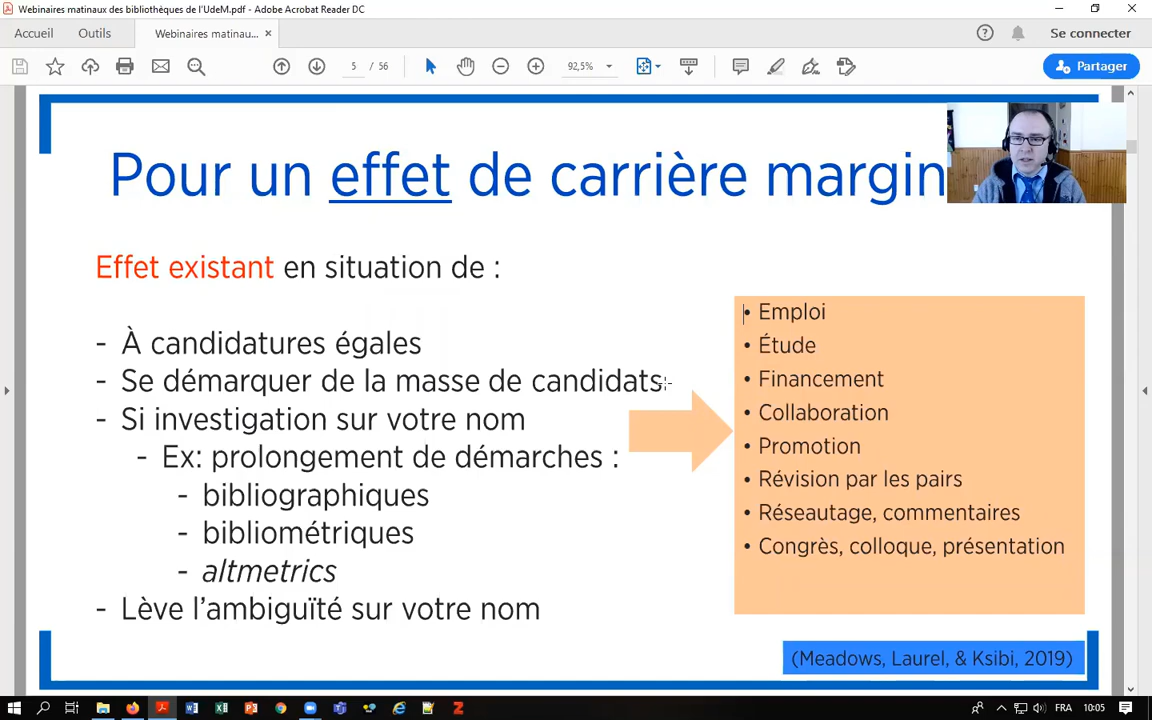 Webinaires matinaux des bibliothèques de l'UdeM.pdf - Adobe Acrobat Reader DC
Accueil Outils Webinaires matinau... ×
Se connecter
5 / 56
92,5%
Partager
Pour un effet de carrière margin
Effet existant en situation de :
- À candidatures égales
- Se démarquer de la masse de candidats
- Si investigation sur votre nom
- Ex: prolongement de démarches :
- bibliographiques
- bibliométriques
- altmetrics
- Lève l'ambiguïté sur votre nom
• Emploi
• Étude
• Financement
• Collaboration
• Promotion
• Révision par les pairs
• Réseautage, commentaires
• Congrès, colloque, présentation
(Meadows, Laurel, & Ksibi, 2019)
FRA 10:05